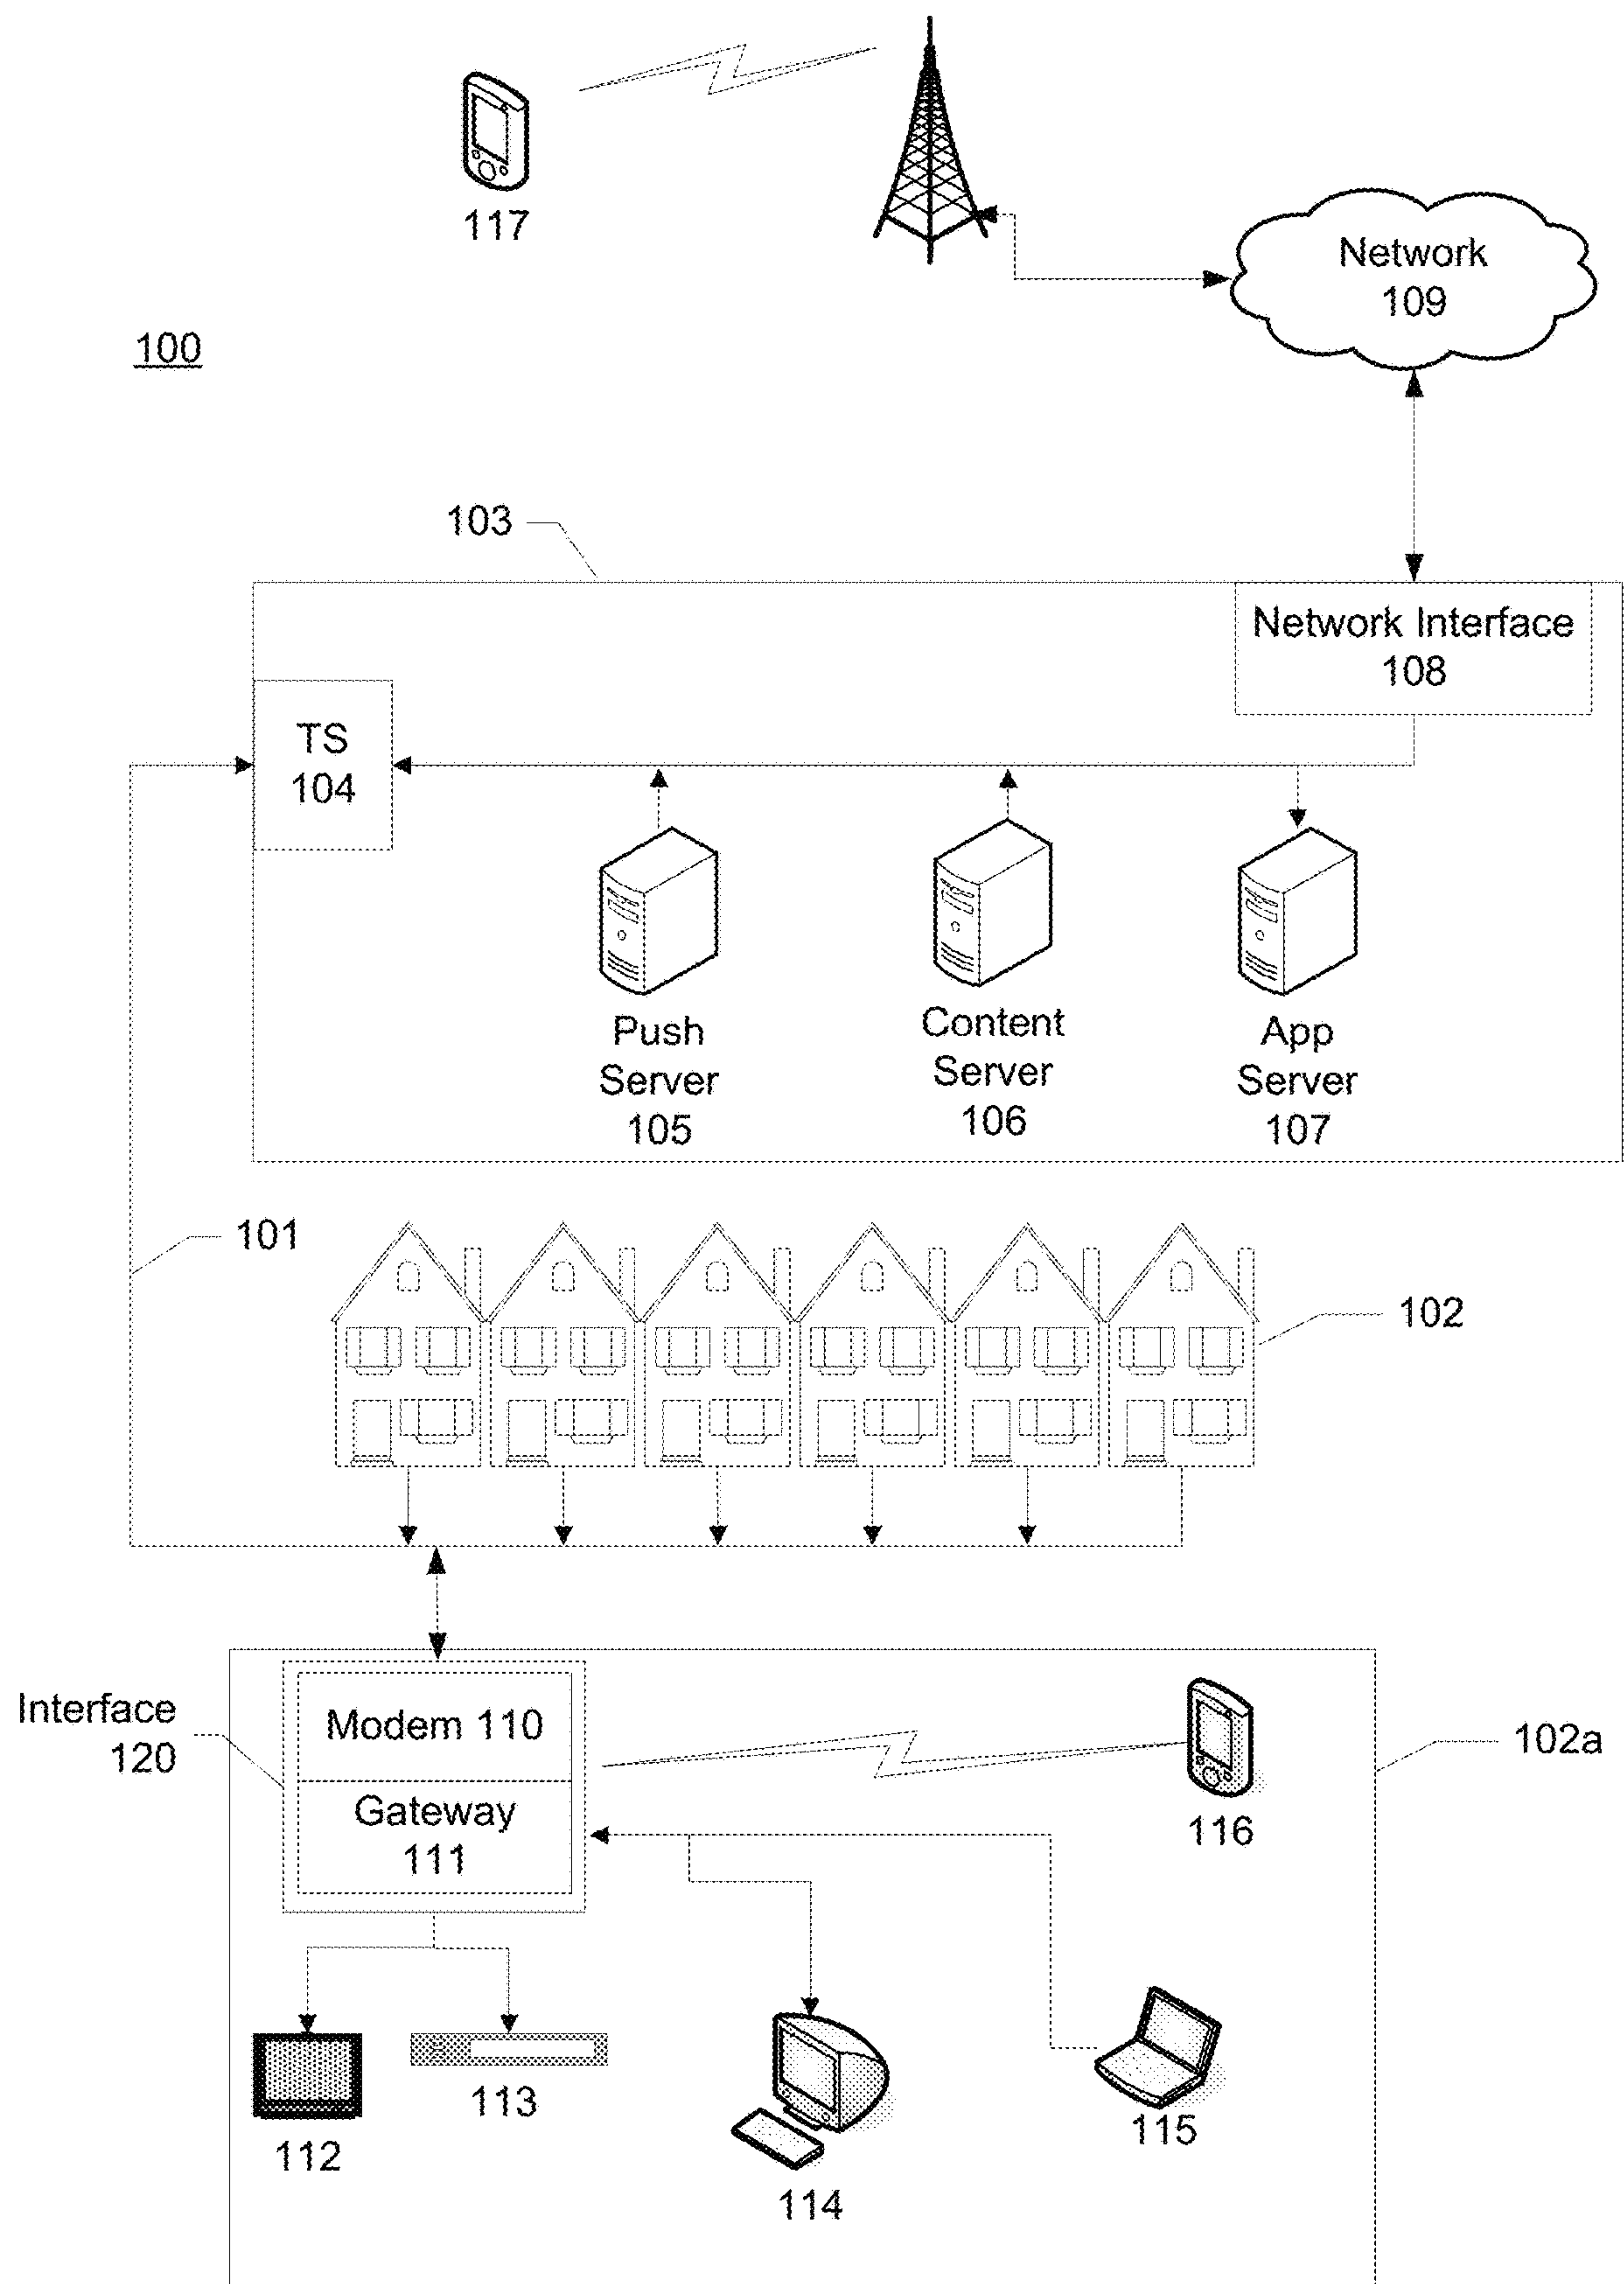 117
Network
109
100
103
Network Interface
108
TS
104
Push
Server
105
Content
Server
106
App
Server
107
101
102
Interface
120
Modem 110
Gateway
111
116
102a
112
113
114
115